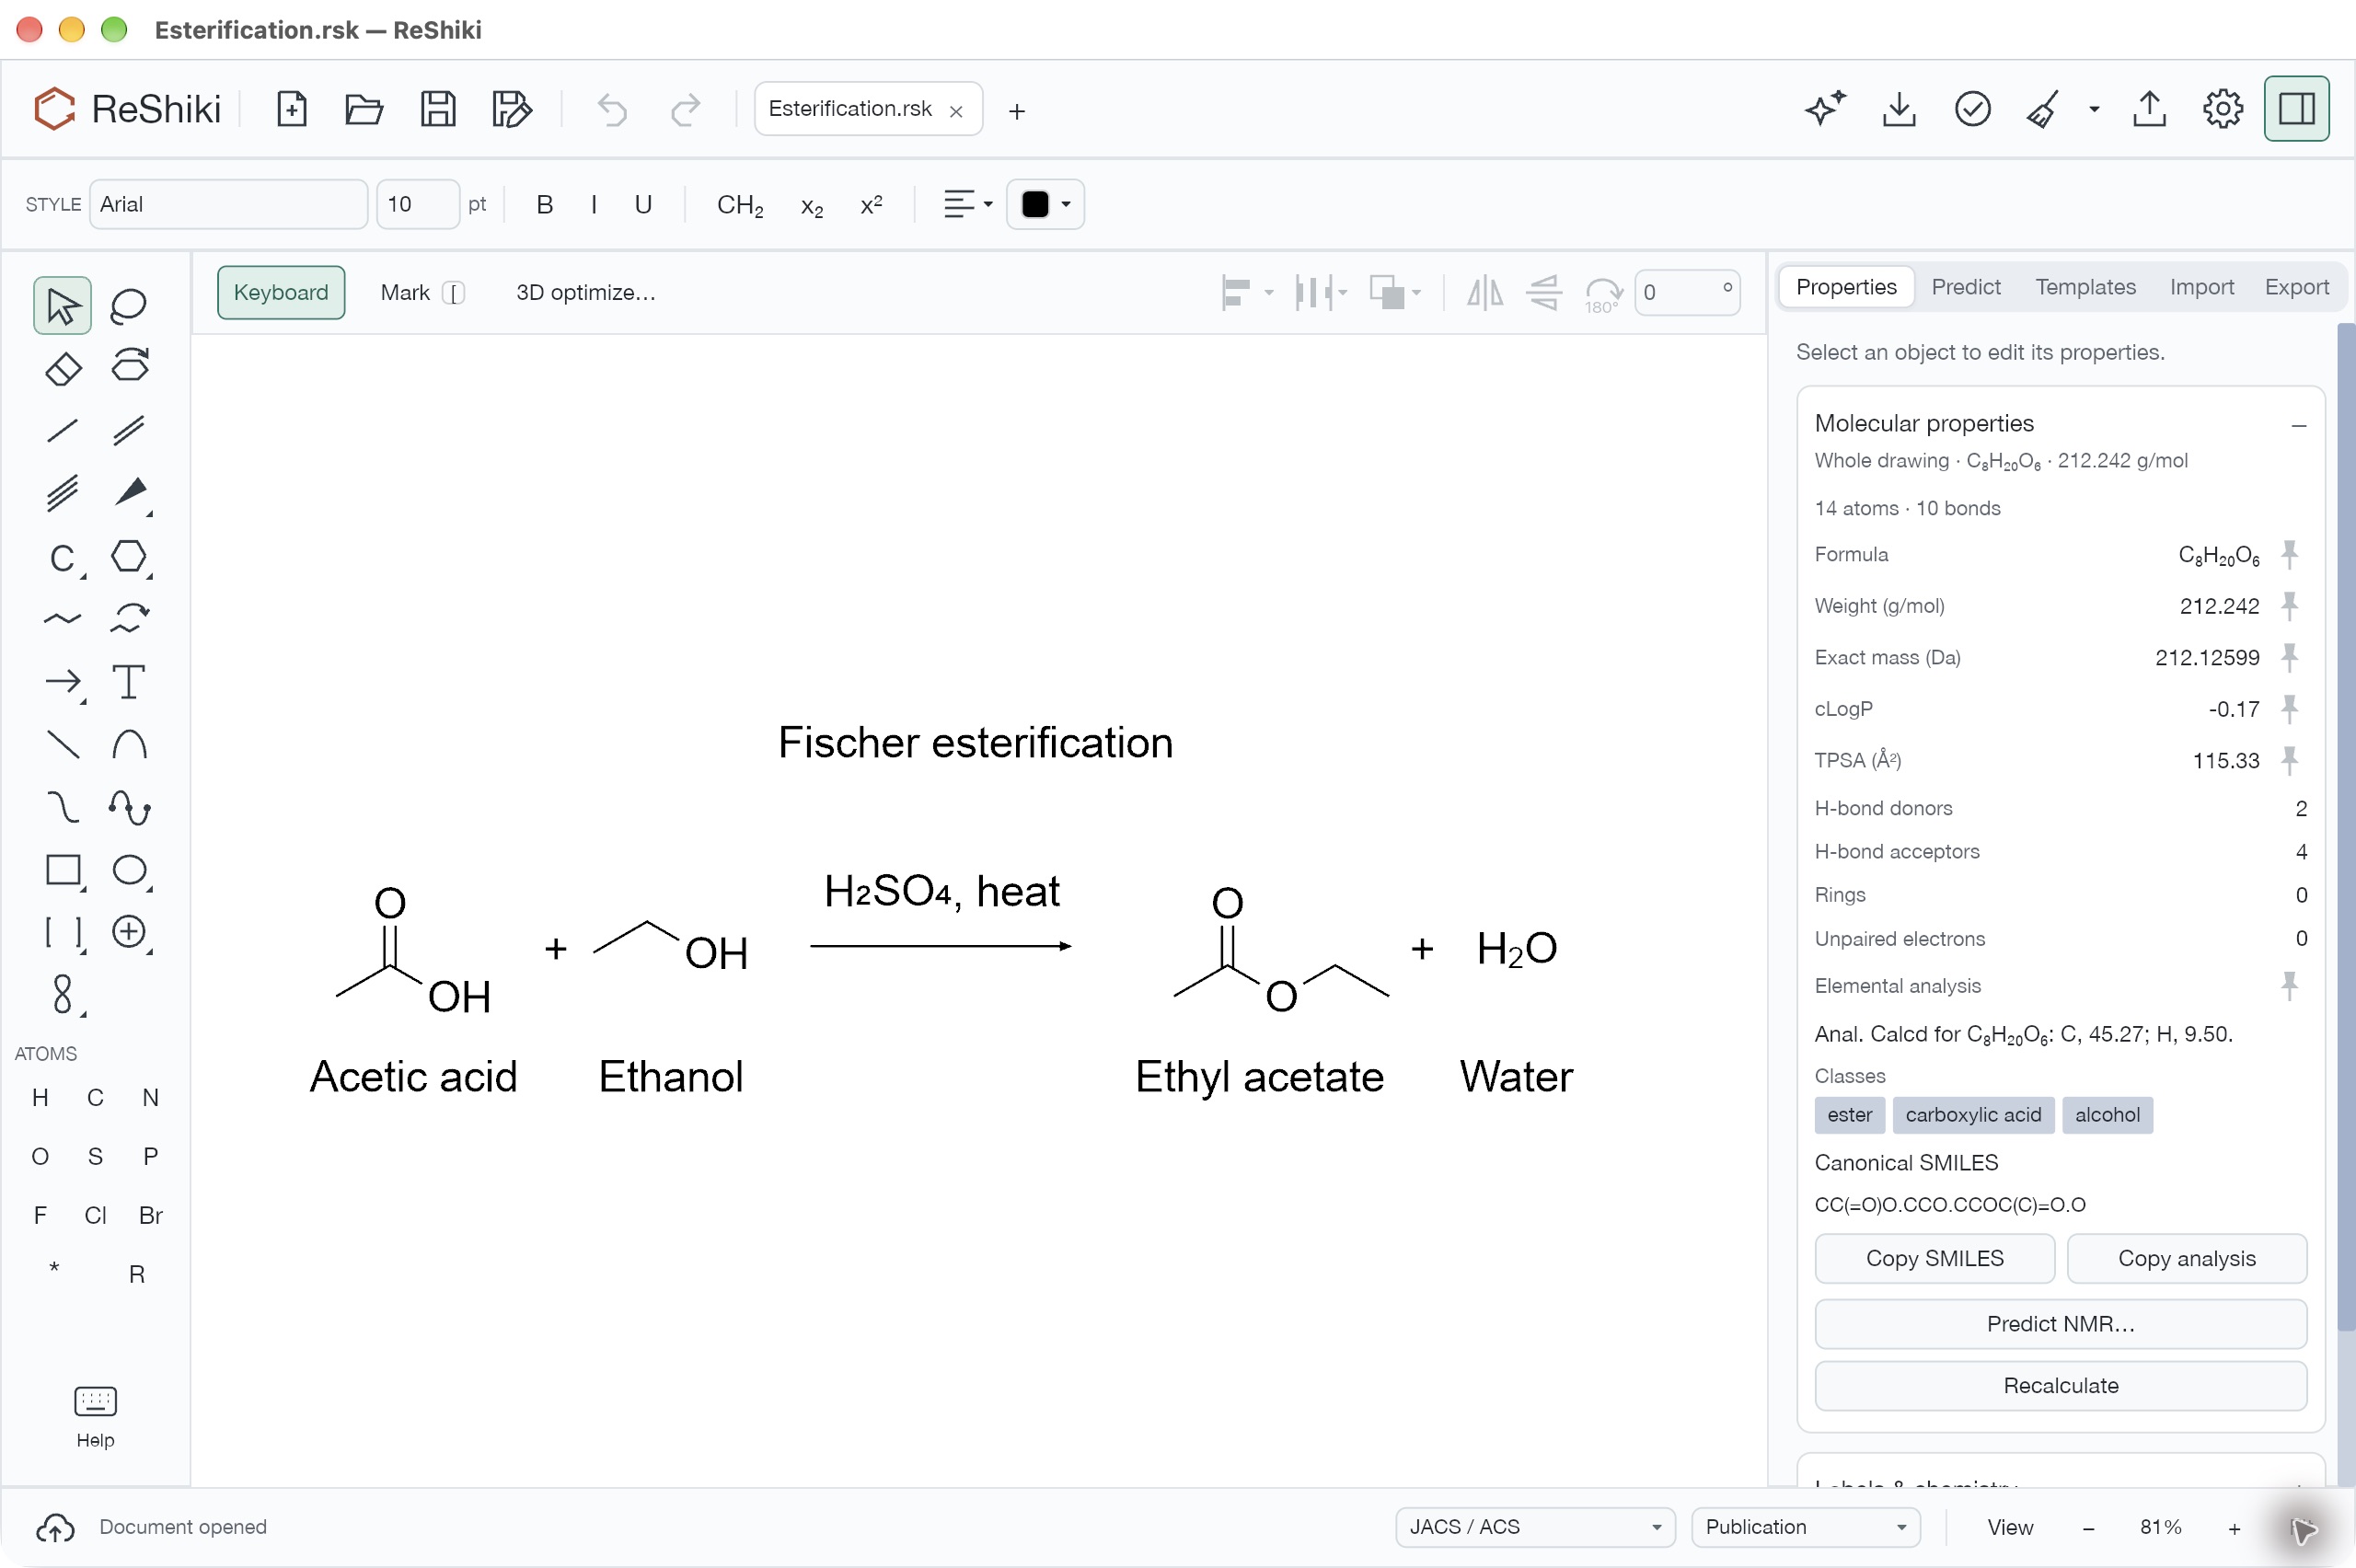 Esterification.rsk — ReShiki
ReShiki
Esterification.rsk × +
STYLE Arial 10 pt B I U CH₂ x₂ x²
Keyboard Mark [ 3D optimize... 180° 0 °
Properties Predict Templates Import Export
Select an object to edit its properties.
Molecular properties –
Whole drawing · C₈H₂₀O₆ · 212.242 g/mol
14 atoms · 10 bonds
Formula C₈H₂₀O₆
Weight (g/mol) 212.242
Exact mass (Da) 212.12599
cLogP -0.17
TPSA (Å²) 115.33
H-bond donors 2
H-bond acceptors 4
Rings 0
Unpaired electrons 0
Elemental analysis
Anal. Calcd for C₈H₂₀O₆: C, 45.27; H, 9.50.
Classes
ester carboxylic acid alcohol
Canonical SMILES
CC(=O)O.CCO.CCOC(C)=O.O
Copy SMILES Copy analysis
Predict NMR...
Recalculate
C
T
[ ]
ATOMS
H C N
O S P
F Cl Br
* R
Help
Fischer esterification
H₂SO₄, heat
O O
+ OH + H₂O
OH O
Acetic acid Ethanol Ethyl acetate Water
Document opened JACS / ACS Publication View – 81% +